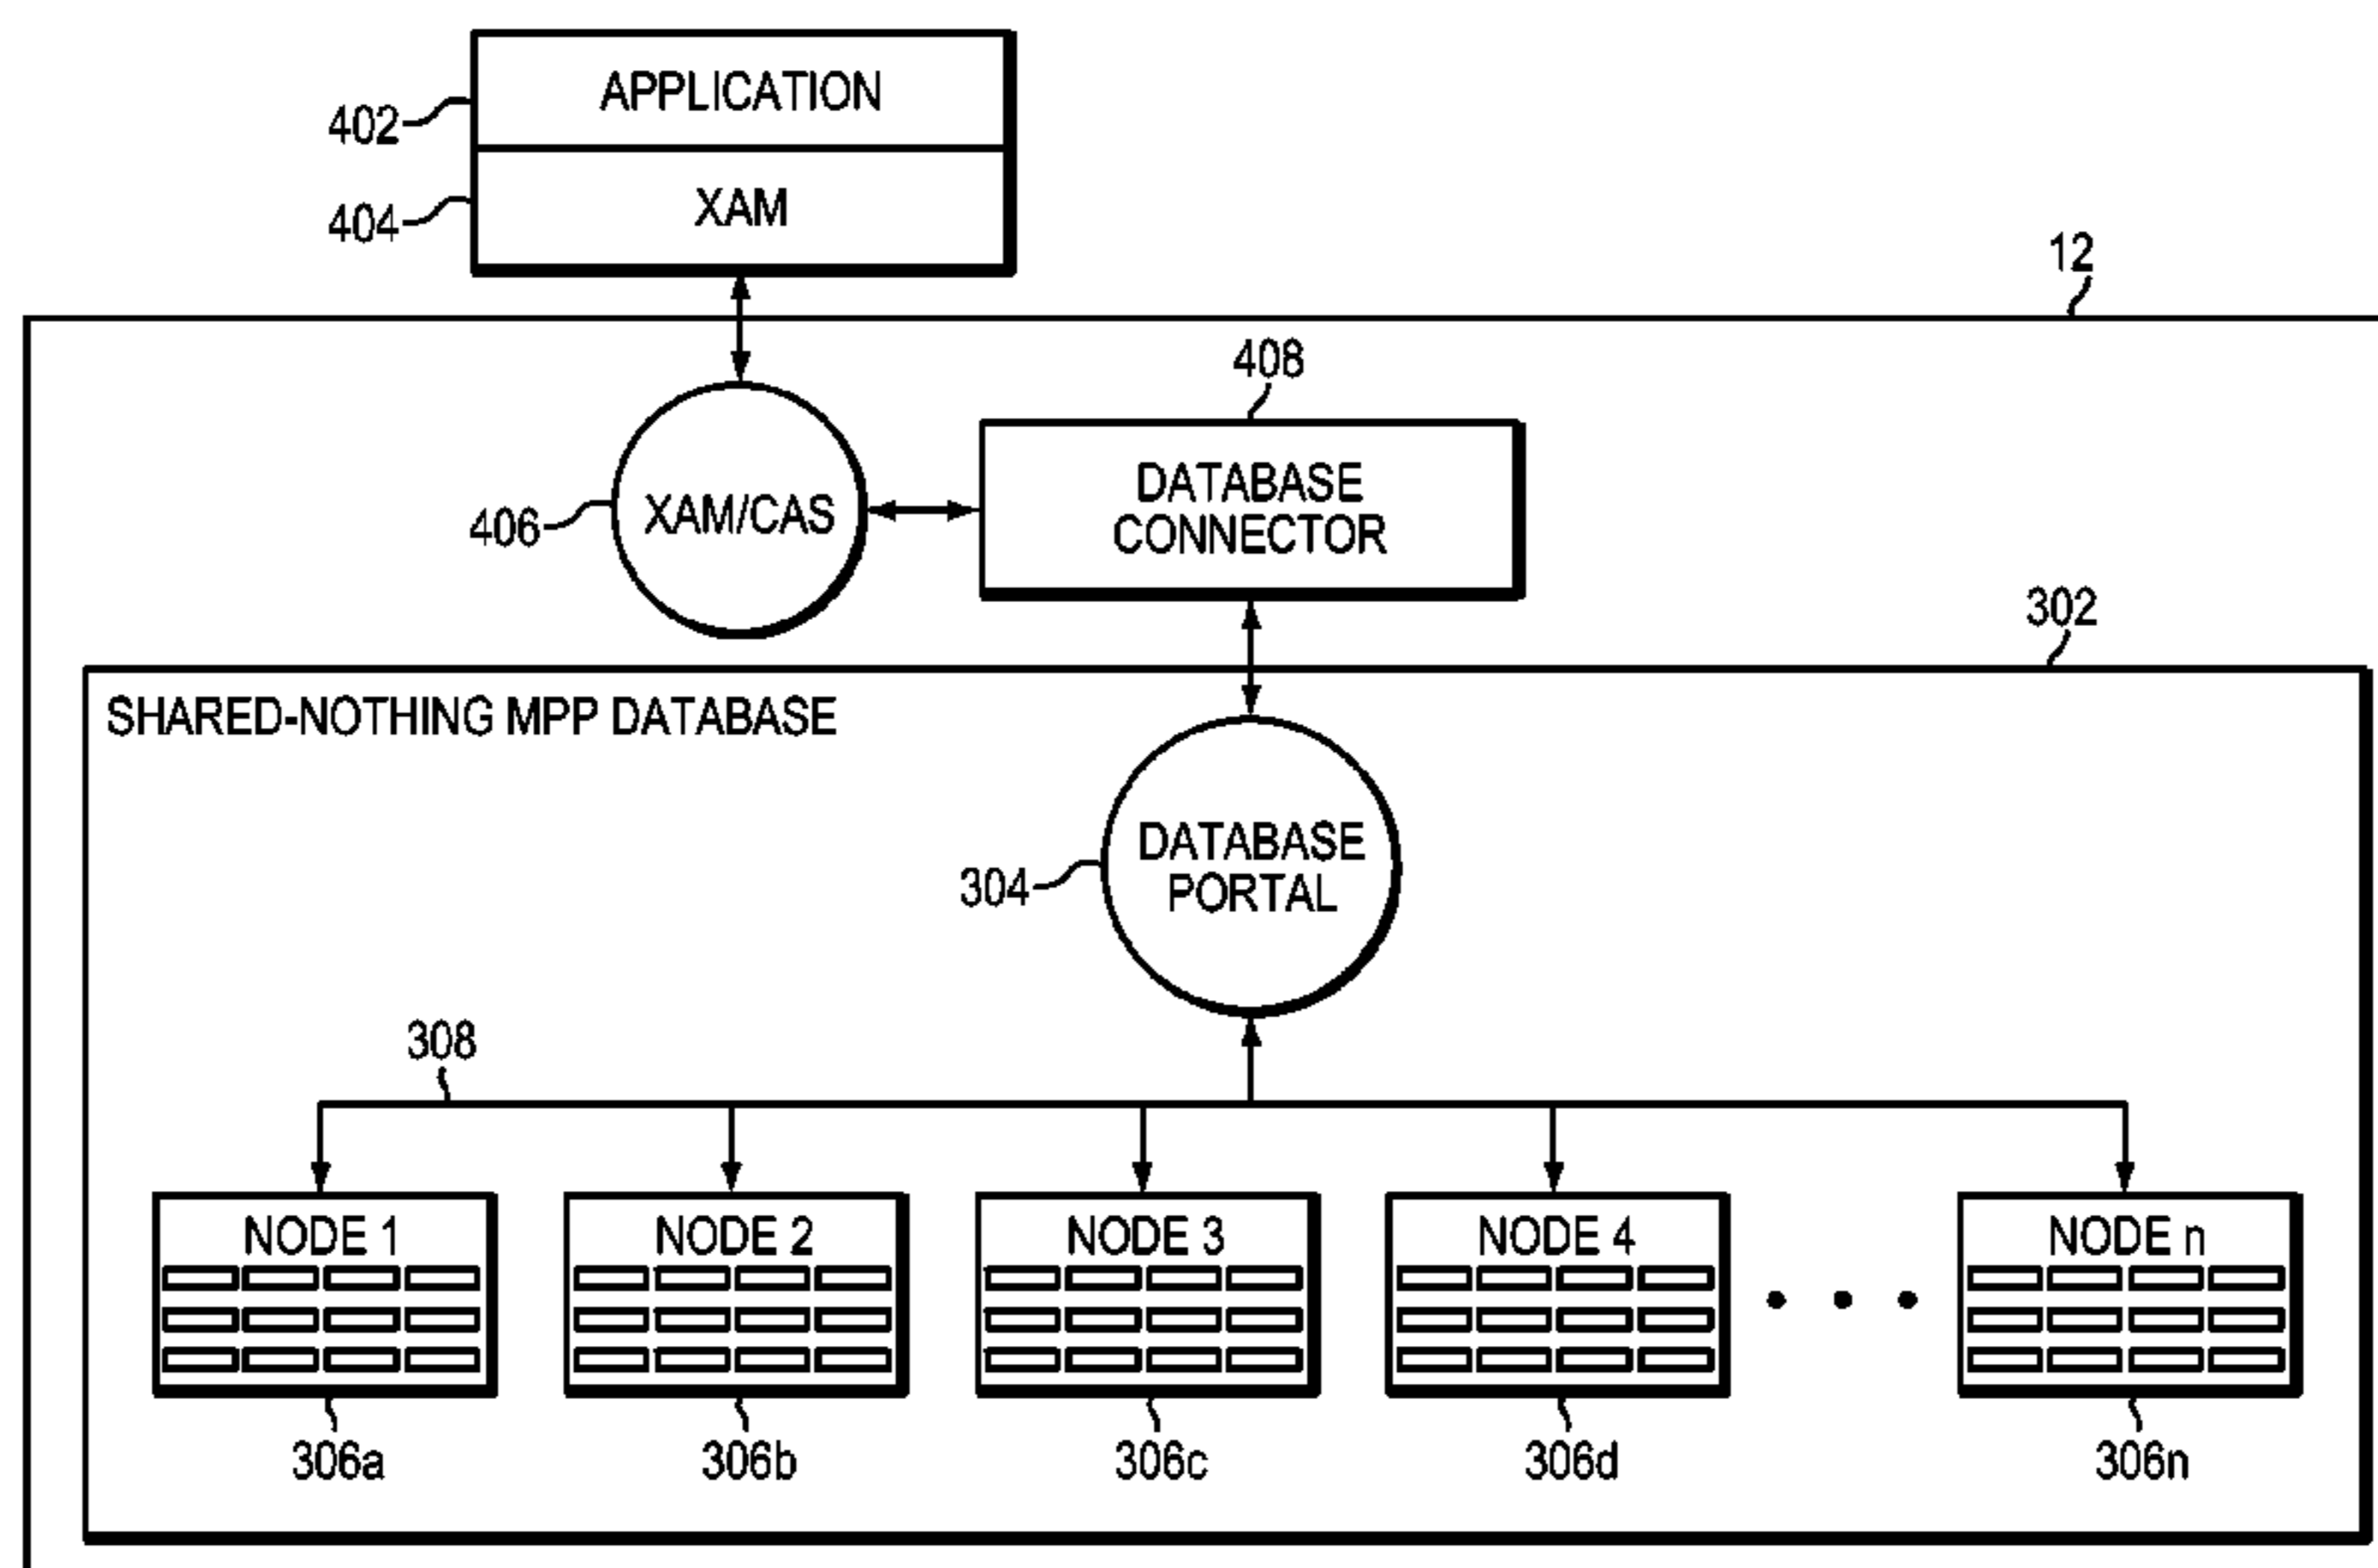 APPLICATION
402
XAM
404
12
408
DATABASE
CONNECTOR
XAM/CAS
406
302
SHARED-NOTHING MPP DATABASE
DATABASE
PORTAL
304
308
NODE 1
NODE 2
NODE 3
NODE 4
NODE n
306a
306b
306c
306d
306n